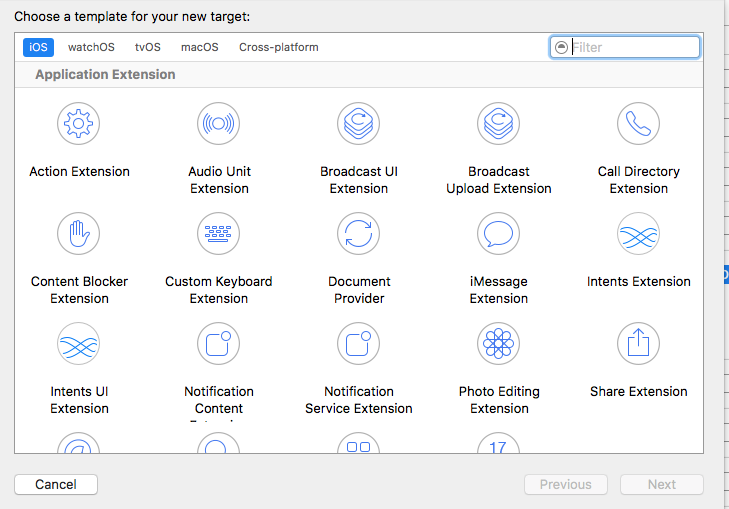 Choose a template for your new target:
iOS watchOS tvOS macOS Cross-platform Filter
Application Extension
Action Extension
Audio Unit
Extension
Broadcast UI
Extension
Broadcast
Upload Extension
Call Directory
Extension
Content Blocker
Extension
Custom Keyboard
Extension
Document
Provider
iMessage
Extension
Intents Extension
Intents UI
Extension
Notification
Content
Notification
Service Extension
Photo Editing
Extension
Share Extension
17
Cancel Previous Next